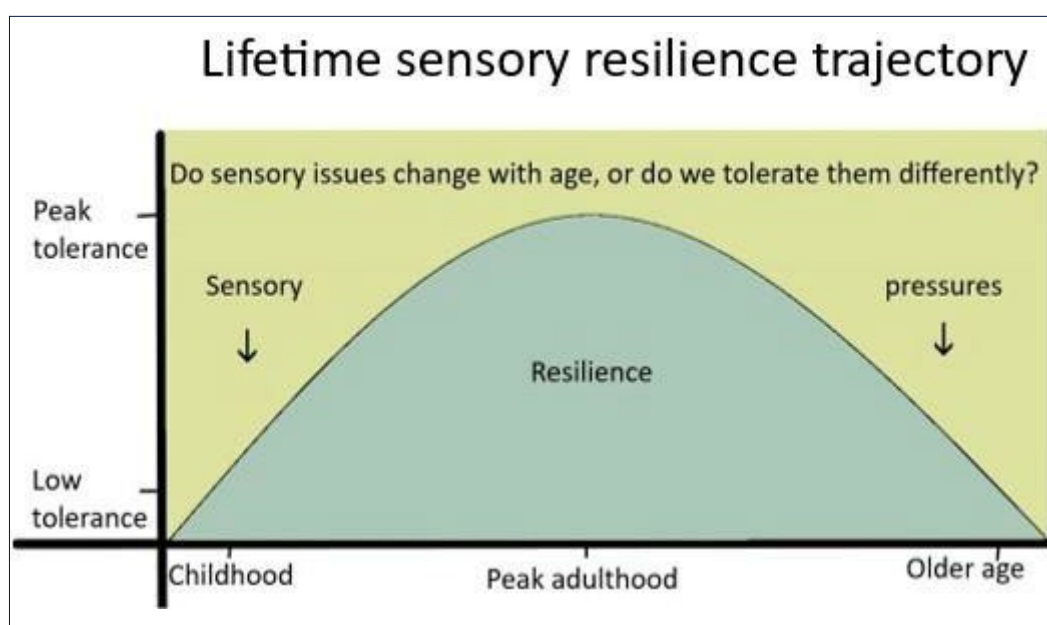 Lifetime sensory resilience trajectory
Do sensory issues change with age, or do we tolerate them differently?
Peak
tolerance
Sensory
pressures
↓
↓
Resilience
Low
tolerance
Childhood
Peak adulthood
Older age